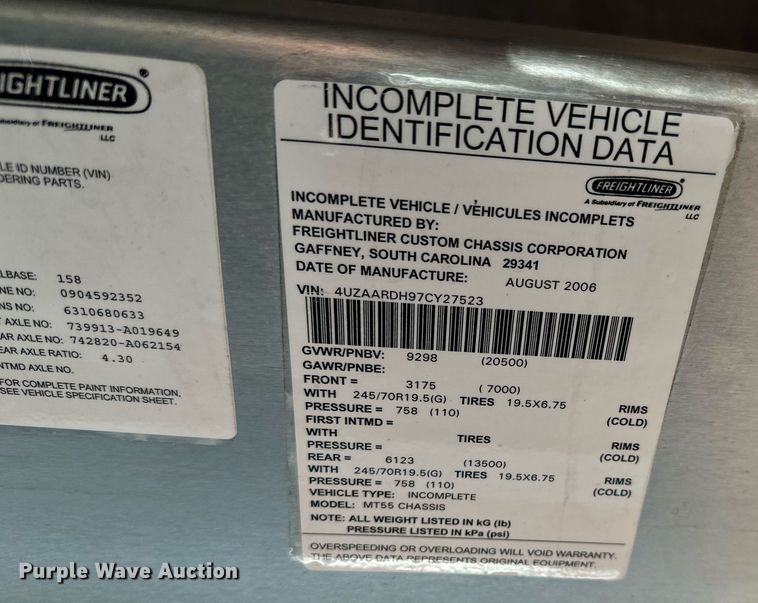 IGHTLINER®
Subsidiary of FREIGHTLINER
LLC
LE ID NUMBER (VIN)
DERING PARTS.
LBASE: 158
NE NO: 0904592352
NS NO: 6310680633
T AXLE NO: 739913-A019649
AR AXLE NO: 742820-A062154
EAR AXLE RATIO: 4.30
NTMD AXLE NO.
FOR COMPLETE PAINT INFORMATION,
SEE VEHICLE SPECIFICATION SHEET.
INCOMPLETE VEHICLE
IDENTIFICATION DATA
FREIGHTLINER®
A Subsidiary of FREIGHTLINER
LLC
INCOMPLETE VEHICLE / VÉHICULES INCOMPLETS
MANUFACTURED BY:
FREIGHTLINER CUSTOM CHASSIS CORPORATION
GAFFNEY, SOUTH CAROLINA 29341
DATE OF MANUFACTURE: AUGUST 2006
VIN: 4UZAARDH97CY27523
GVWR/PNBV: 9298 (20500)
GAWR/PNBE:
FRONT = 3175 ( 7000)
WITH 245/70R19.5(G) TIRES 19.5X6.75 RIMS
PRESSURE = 758 (110) (COLD)
FIRST INTMD =
WITH TIRES RIMS
PRESSURE = (COLD)
REAR = 6123 (13500)
WITH 245/70R19.5(G) TIRES 19.5X6.75 RIMS
PRESSURE = 758 (110) (COLD)
VEHICLE TYPE: INCOMPLETE
MODEL: MT55 CHASSIS
NOTE: ALL WEIGHT LISTED IN kG (lb)
PRESSURE LISTED IN kPa (psi)
OVERSPEEDING OR OVERLOADING WILL VOID WARRANTY.
THE ABOVE DATA REPRESENTS ORIGINAL EQUIPMENT.
Purple Wave Auction